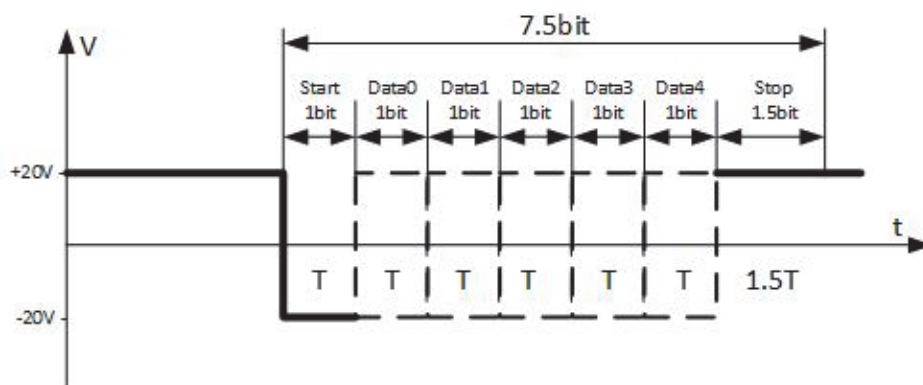 7.5bit
V
Start Data0 Data1 Data2 Data3 Data4 Stop
1bit 1bit 1bit 1bit 1bit 1bit 1.5bit
+20V
t
T T T T T T 1.5T
-20V